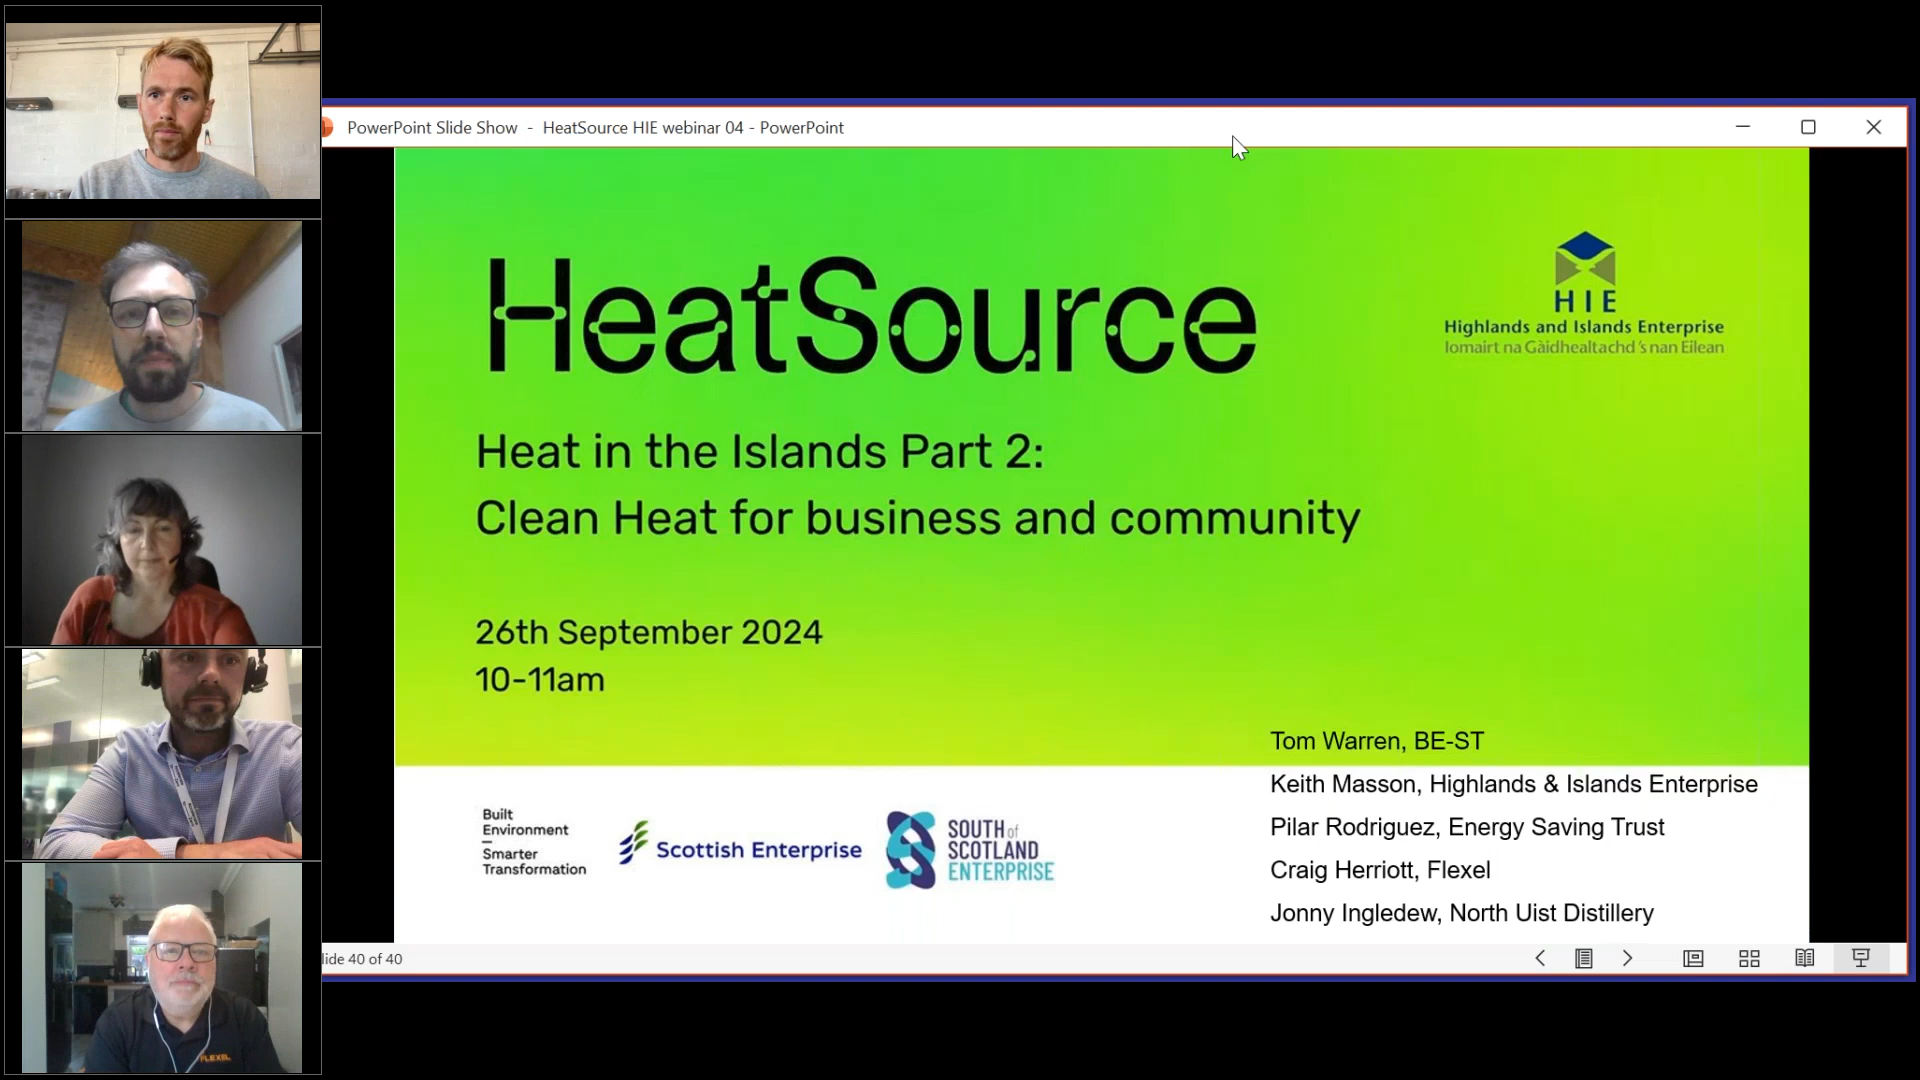 PowerPoint Slide Show - HeatSource HIE webinar 04 - PowerPoint
HeatSource
HIE
Highlands and Islands Enterprise
Iomairt na Gàidhealtachd 's nan Eilean
Heat in the Islands Part 2:
Clean Heat for business and community
26th September 2024
10-11am
Tom Warren, BE-ST
Keith Masson, Highlands & Islands Enterprise
Pilar Rodriguez, Energy Saving Trust
Craig Herriott, Flexel
Jonny Ingledew, North Uist Distillery
Built
Environment
–
Smarter
Transformation
Scottish Enterprise
SOUTH of
SCOTLAND
ENTERPRISE
lide 40 of 40
FLEXEL